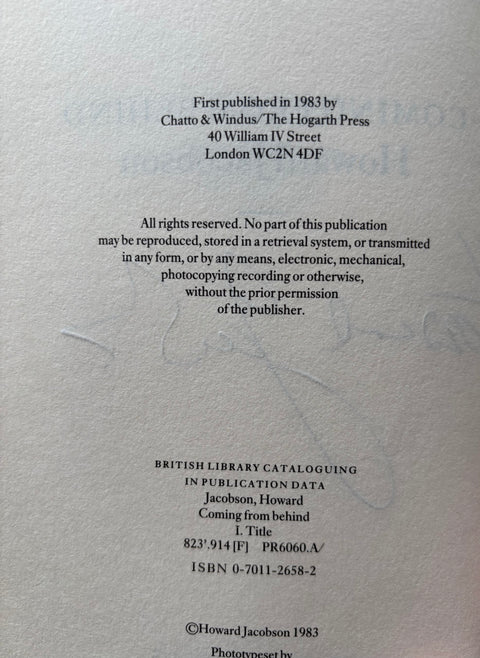 First published in 1983 by
Chatto & Windus/The Hogarth Press
40 William IV Street
London WC2N 4DF
All rights reserved. No part of this publication
may be reproduced, stored in a retrieval system, or transmitted
in any form, or by any means, electronic, mechanical,
photocopying recording or otherwise,
without the prior permission
of the publisher.
BRITISH LIBRARY CATALOGUING
IN PUBLICATION DATA
Jacobson, Howard
Coming from behind
I. Title
823'.914 [F] PR6060.A/
ISBN 0-7011-2658-2
©Howard Jacobson 1983
Phototypeset by